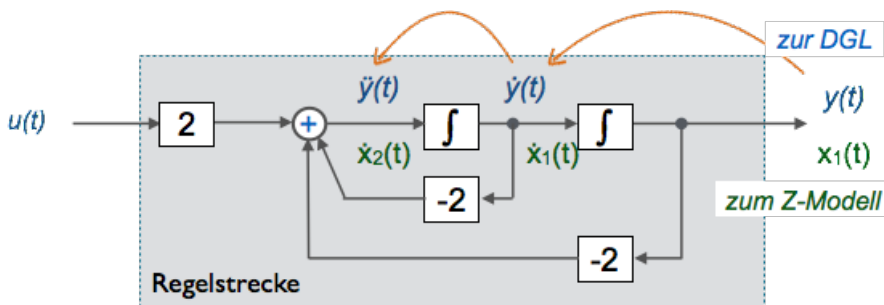 zur DGL
ÿ(t)
ẏ(t)
y(t)
u(t)
2
+
∫
∫
ẋ₂(t)
ẋ₁(t)
x₁(t)
-2
zum Z-Modell
-2
Regelstrecke